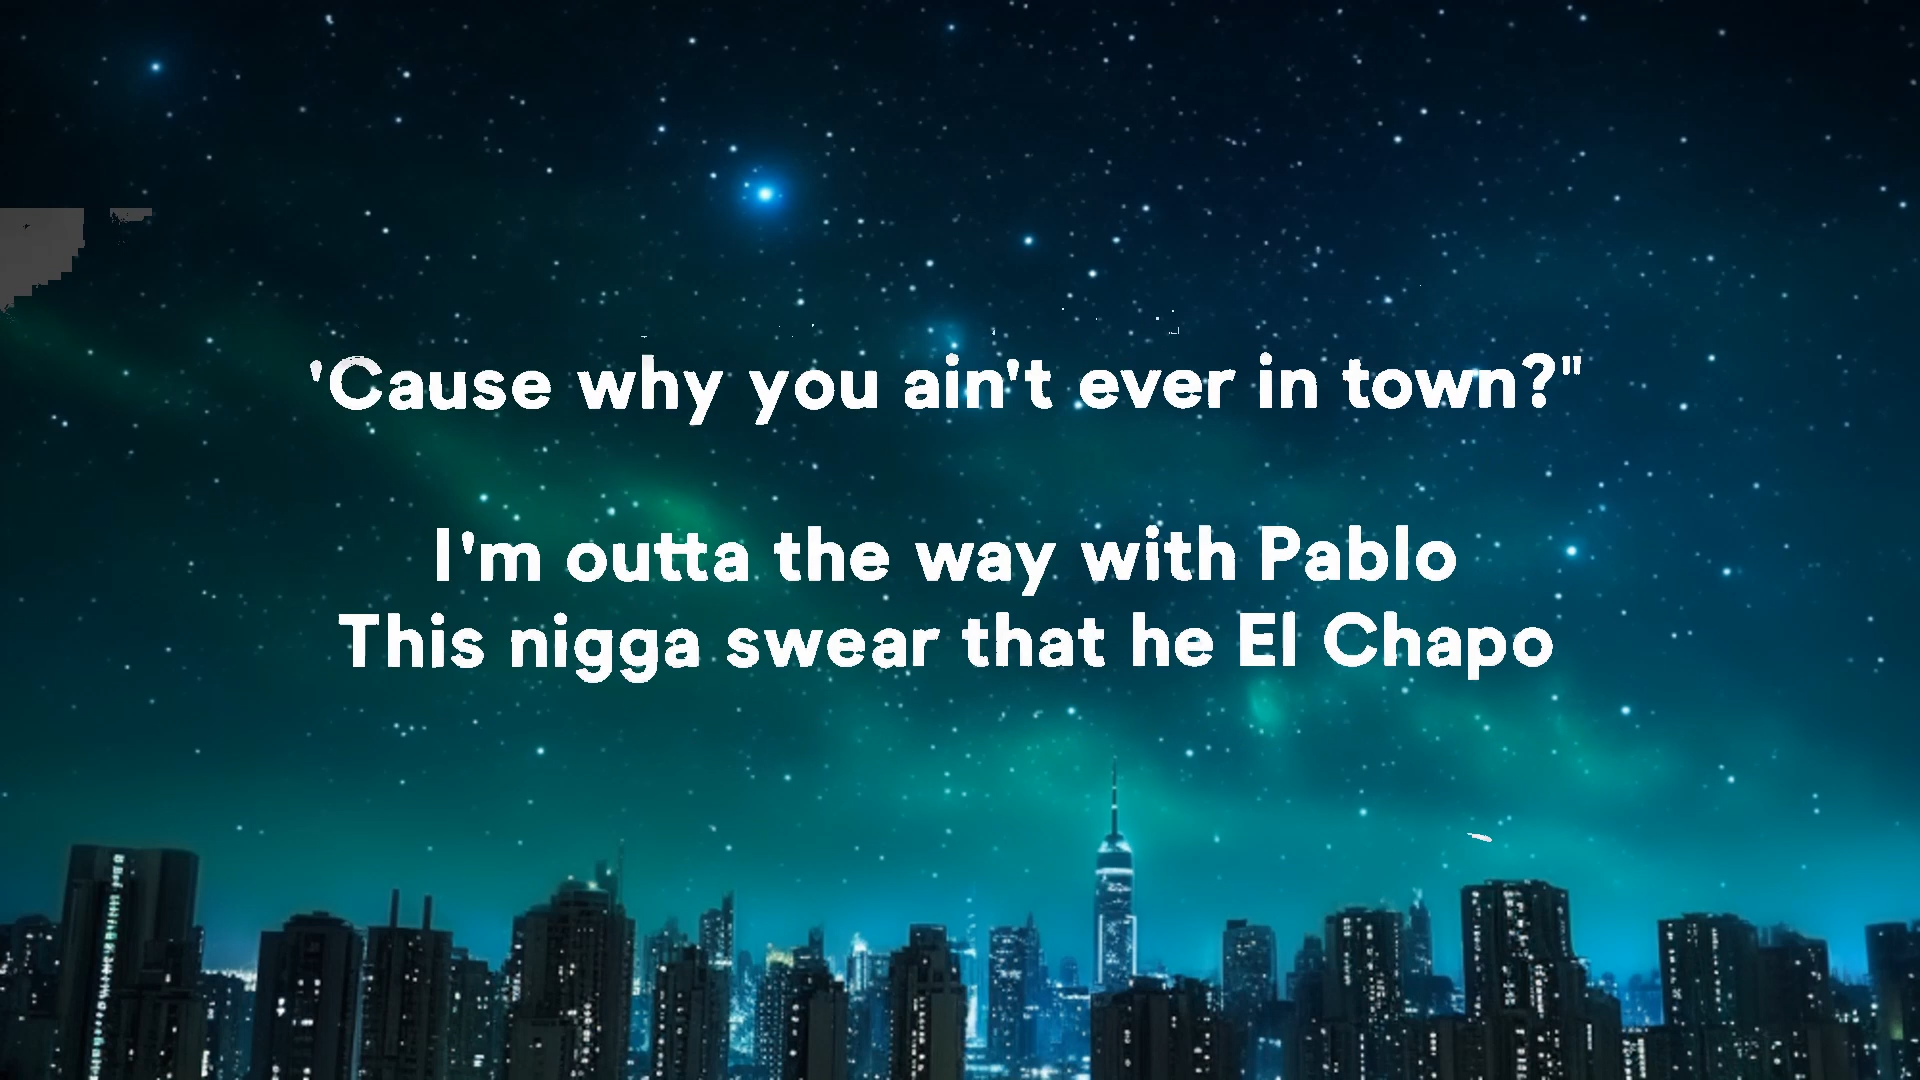 'Cause why you ain't ever in town?"
I'm outta the way with Pablo
This nigga swear that he El Chapo